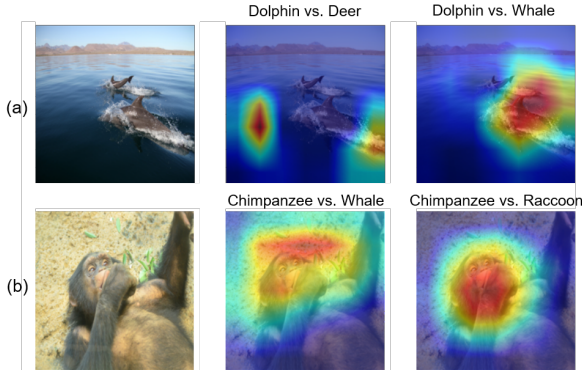 Dolphin vs. Deer
Dolphin vs. Whale
(a)
Chimpanzee vs. Whale
Chimpanzee vs. Raccoon
(b)